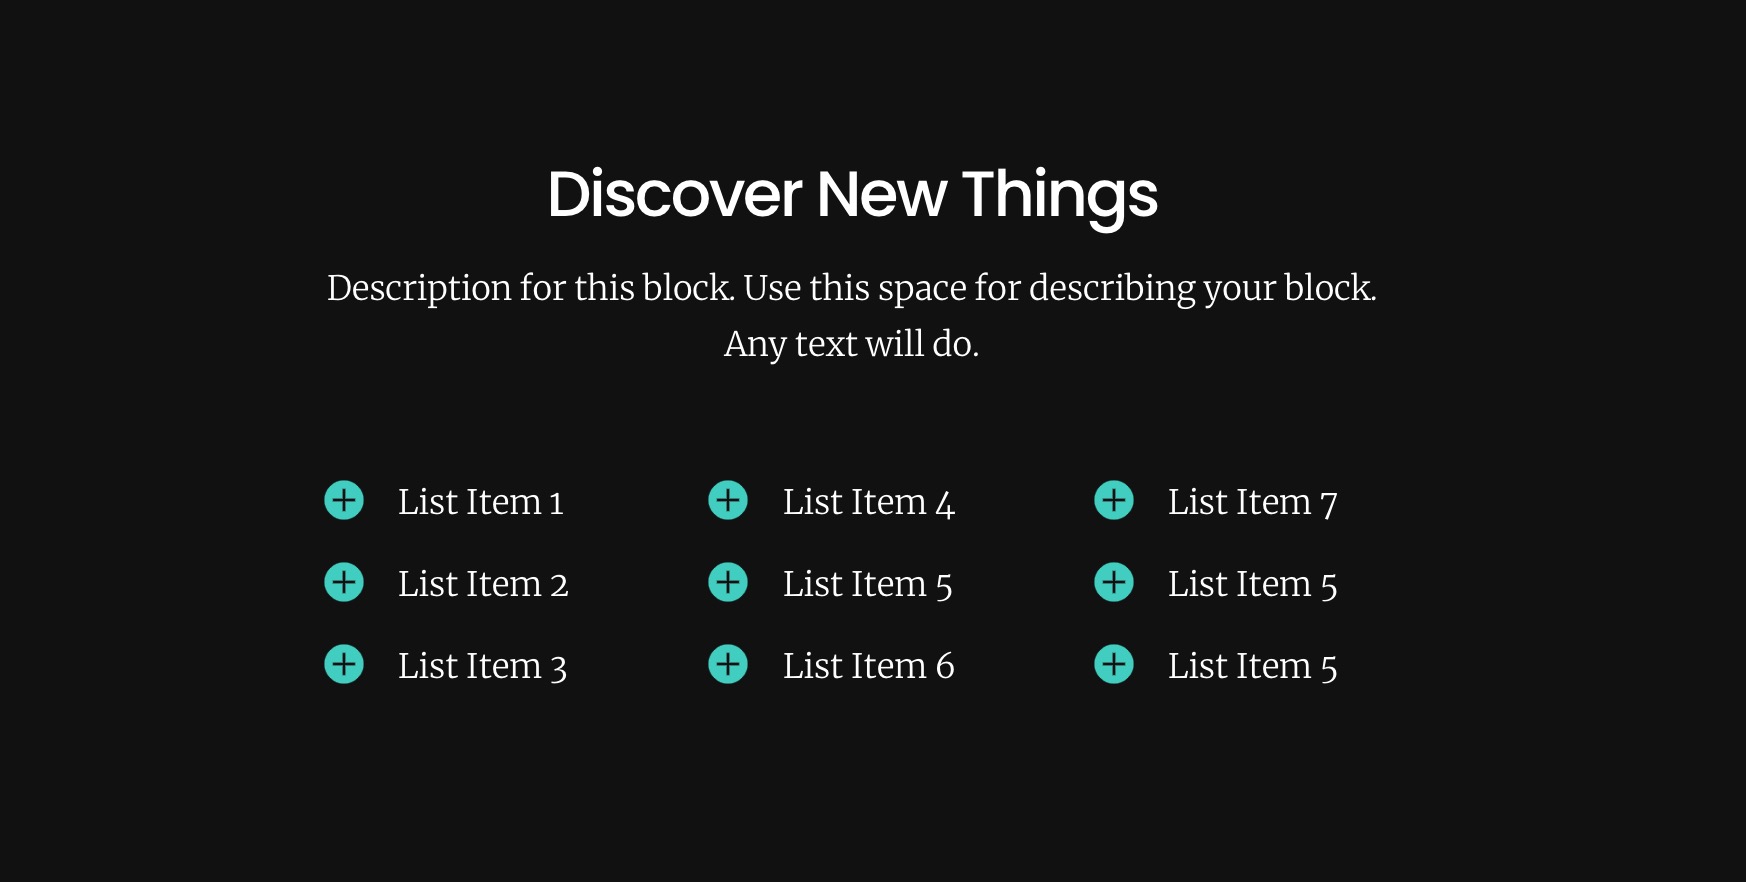 Discover New Things
Description for this block. Use this space for describing your block.
Any text will do.
List Item 1
List Item 2
List Item 3
List Item 4
List Item 5
List Item 6
List Item 7
List Item 5
List Item 5